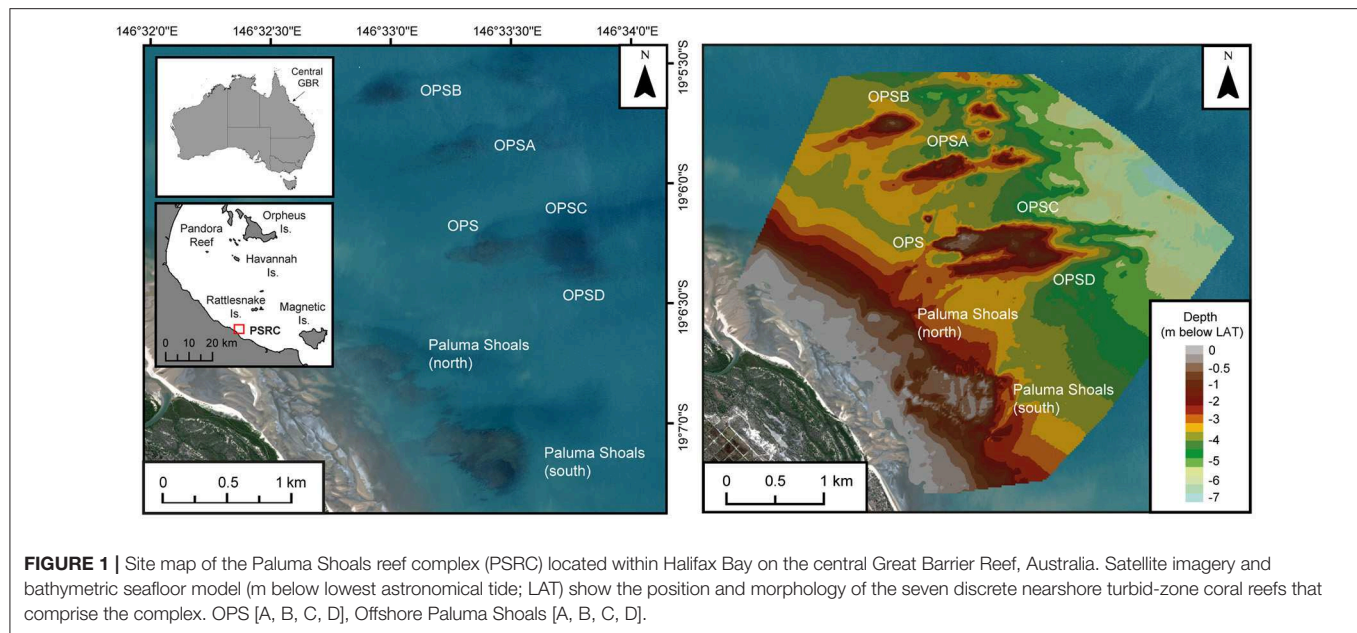 146°32'0"E
146°32'30"E
146°33'0"E
146°33'30"E
146°34'0"E
Central
GBR
N
OPSB
OPSA
OPSC
OPS
OPSD
Orpheus
Is.
Pandora
Reef
Havannah
Is.
Rattlesnake
Is.
Magnetic
Is.
PSRC
0 10 20 km
Paluma Shoals
(north)
Paluma Shoals
(south)
0 0.5 1 km
19°5'30"S
19°6'0"S
19°6'30"S
19°7'0"S
N
OPSB
OPSA
OPSC
OPS
OPSD
Paluma Shoals
(north)
Paluma Shoals
(south)
0 0.5 1 km
Depth
(m below LAT)
0
-0.5
-1
-2
-3
-4
-5
-6
-7
FIGURE 1 | Site map of the Paluma Shoals reef complex (PSRC) located within Halifax Bay on the central Great Barrier Reef, Australia. Satellite imagery and
bathymetric seafloor model (m below lowest astronomical tide; LAT) show the position and morphology of the seven discrete nearshore turbid-zone coral reefs that
comprise the complex. OPS [A, B, C, D], Offshore Paluma Shoals [A, B, C, D].